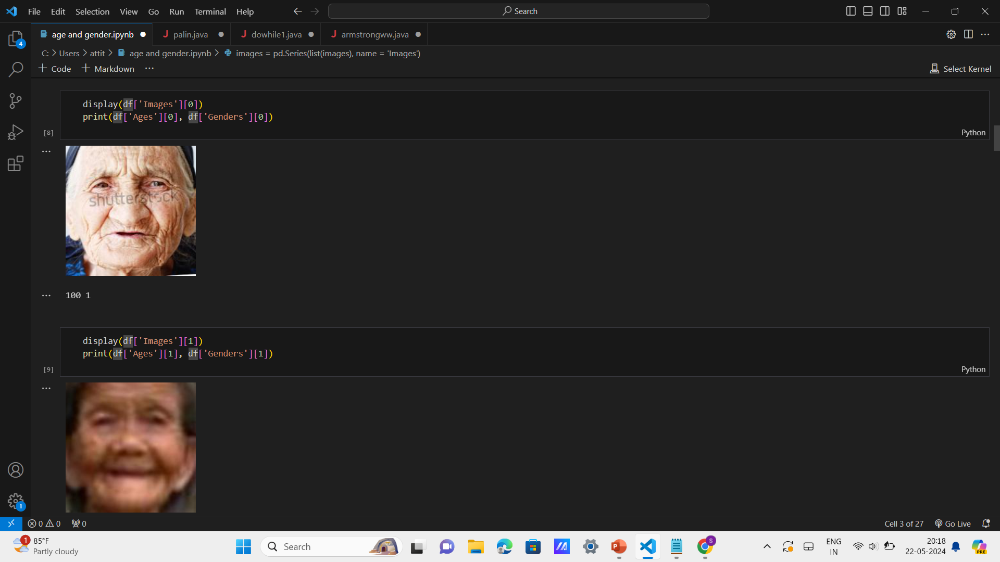 File Edit Selection View Go Run Terminal Help
Search
4
age and gender.ipynb
palin.java
dowhile1.java
armstrongww.java
C: > Users > attit > age and gender.ipynb > images = pd.Series(list(images), name = 'Images')
+ Code + Markdown ...
Select Kernel
display(df['Images'][0])
print(df['Ages'][0], df['Genders'][0])
[8]
Python
shutterstock
100 1
display(df['Images'][1])
print(df['Ages'][1], df['Genders'][1])
[9]
Python
1
0 0 0
Cell 3 of 27
Go Live
1
85°F
Partly cloudy
Search
P
S
ENG
IN
20:18
22-05-2024
PRE